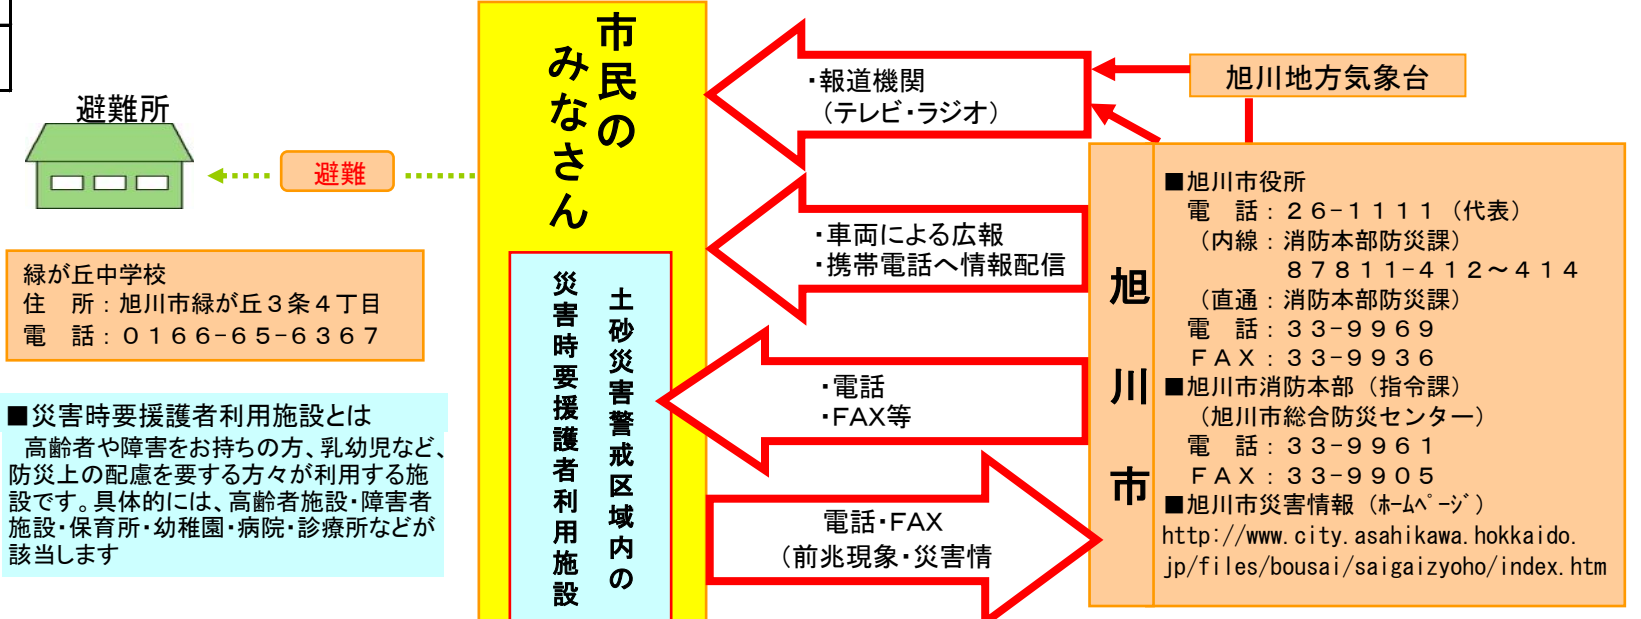 避難所
避難
緑が丘中学校
住　所：旭川市緑が丘３条４丁目
電　話：０１６６-６５-６３６７
■災害時要援護者利用施設とは
　高齢者や障害をお持ちの方、乳幼児など、
防災上の配慮を要する方々が利用する施
設です。具体的には、高齢者施設・障害者
施設・保育所・幼稚園・病院・診療所などが
該当します
市民の
みなさん
土砂災害警戒区域内の
災害時要援護者利用施設
・報道機関
（テレビ・ラジオ）
・車両による広報
・携帯電話へ情報配信
・電話
・FAX等
電話・FAX
（前兆現象・災害情
旭川地方気象台
旭川市
■旭川市役所
電　話：２６-１１１１（代表）
（内線：消防本部防災課）
８７８１１-４１２～４１４
（直通：消防本部防災課）
電　話：３３-９９６９
ＦＡＸ：３３-９９３６
■旭川市消防本部（指令課）
（旭川市総合防災センター）
電　話：３３-９９６１
ＦＡＸ：３３-９９０５
■旭川市災害情報（ﾎｰﾑﾍﾟｰｼﾞ）
http://www.city.asahikawa.hokkaido.
jp/files/bousai/saigaizyoho/index.htm